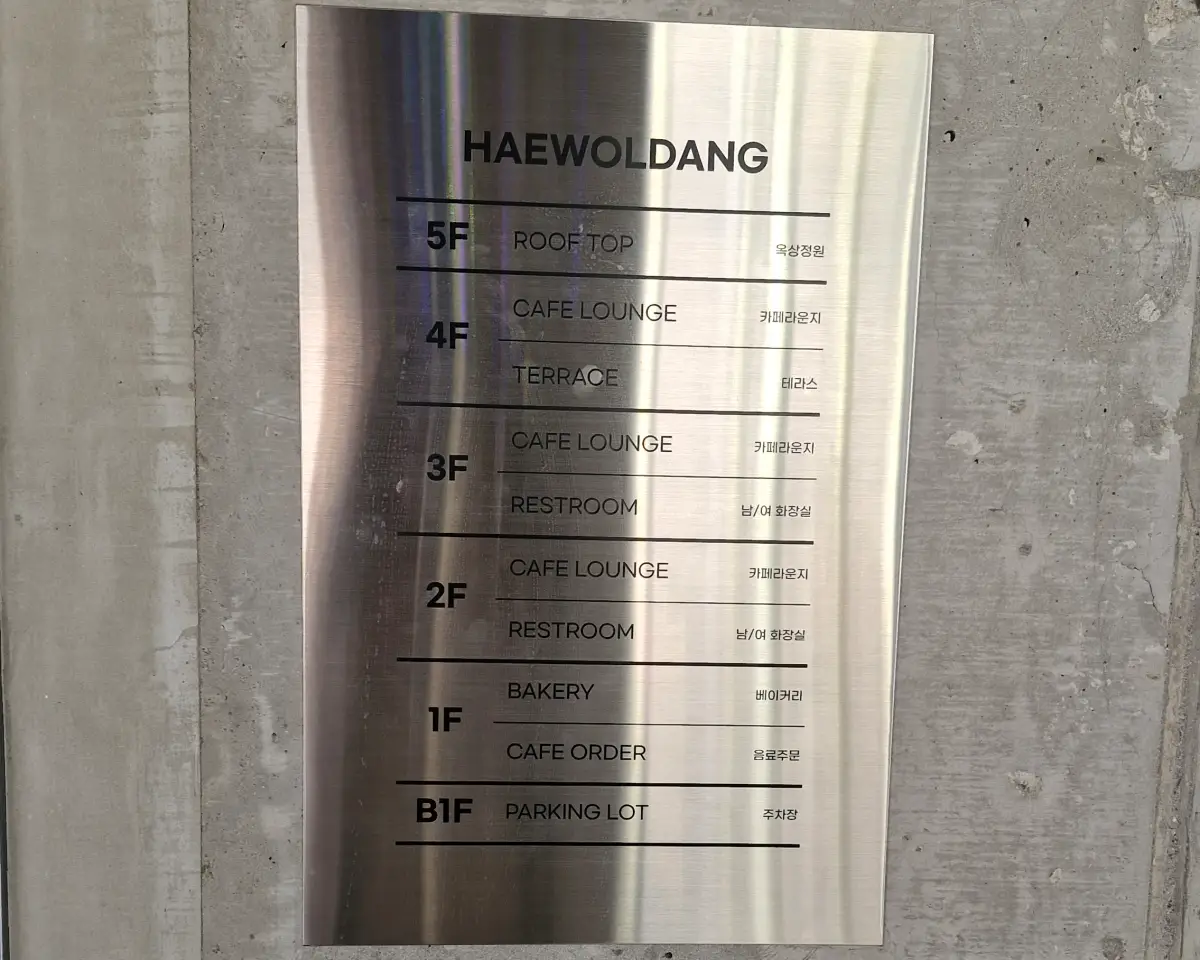 HAEWOLDANG
5F ROOF TOP 옥상정원
4F CAFE LOUNGE 카페라운지
TERRACE 테라스
3F CAFE LOUNGE 카페라운지
RESTROOM 남/여 화장실
2F CAFE LOUNGE 카페라운지
RESTROOM 남/여 화장실
1F BAKERY 베이커리
CAFE ORDER 음료주문
B1F PARKING LOT 주차장